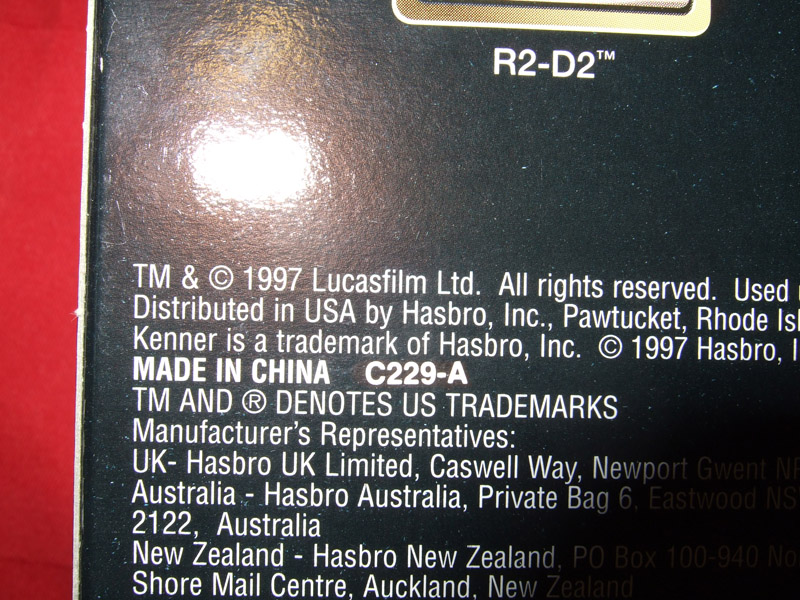 R2-D2™
TM & © 1997 Lucasfilm Ltd. All rights reserved. Used
Distributed in USA by Hasbro, Inc., Pawtucket, Rhode Isl
Kenner is a trademark of Hasbro, Inc. © 1997 Hasbro, I
MADE IN CHINA C229-A
TM AND ® DENOTES US TRADEMARKS
Manufacturer's Representatives:
UK- Hasbro UK Limited, Caswell Way, Newport Gwent NP
Australia - Hasbro Australia, Private Bag 6, Eastwood NS
2122, Australia
New Zealand - Hasbro New Zealand, PO Box 100-940 No
Shore Mail Centre, Auckland, New Zealand